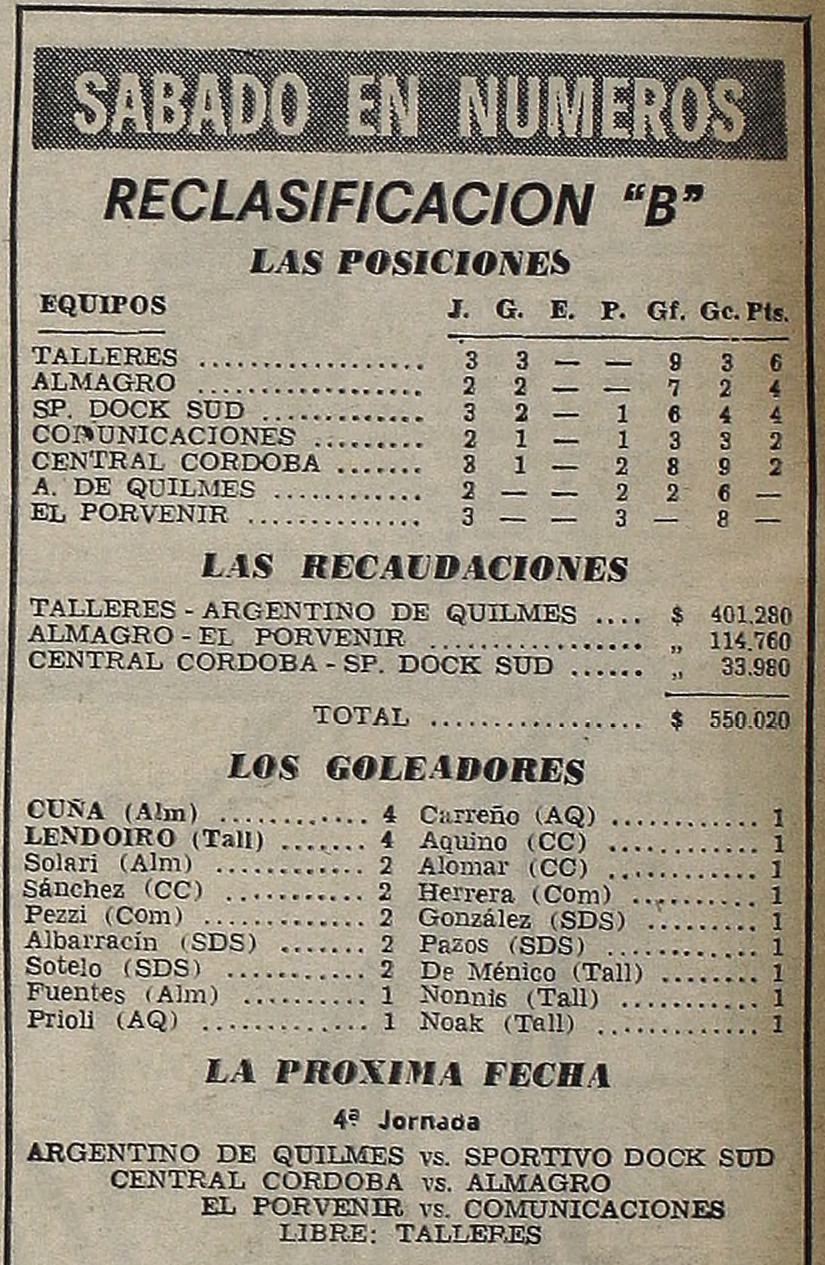 SABADO EN NUMEROS
RECLASIFICACION "B"
LAS POSICIONES
EQUIPOS J. G. E. P. Gf. Gc. Pts.
TALLERES .................. 3 3 — — 9 3 6
ALMAGRO .................. 2 2 — — 7 2 4
SP. DOCK SUD ............. 3 2 — 1 6 4 4
COMUNICACIONES ......... 2 1 — 1 3 3 2
CENTRAL CORDOBA ....... 3 1 — 2 8 9 2
A. DE QUILMES ............ 2 — — 2 2 6 —
EL PORVENIR .............. 3 — — 3 — 8 —
LAS RECAUDACIONES
TALLERES - ARGENTINO DE QUILMES .... $ 401.280
ALMAGRO - EL PORVENIR ................. „ 114.760
CENTRAL CORDOBA - SP. DOCK SUD ...... „ 33.980
TOTAL ................. $ 550.020
LOS GOLEADORES
CUÑA (Alm) ............ 4 Carreño (AQ) ............ 1
LENDOIRO (Tall) ....... 4 Aquino (CC) ............ 1
Solari (Alm) ............ 2 Alomar (CC) ............ 1
Sánchez (CC) ............ 2 Herrera (Com) .......... 1
Pezzi (Com) ............. 2 González (SDS) ......... 1
Albarracín (SDS) ....... 2 Pazos (SDS) ............ 1
Sotelo (SDS) ........... 2 De Ménico (Tall) ........ 1
Fuentes (Alm) .......... 1 Nonnis (Tall) ........... 1
Prioli (AQ) ............. 1 Noak (Tall) ............. 1
LA PROXIMA FECHA
4ª Jornada
ARGENTINO DE QUILMES vs. SPORTIVO DOCK SUD
CENTRAL CORDOBA vs. ALMAGRO
EL PORVENIR vs. COMUNICACIONES
LIBRE: TALLERES